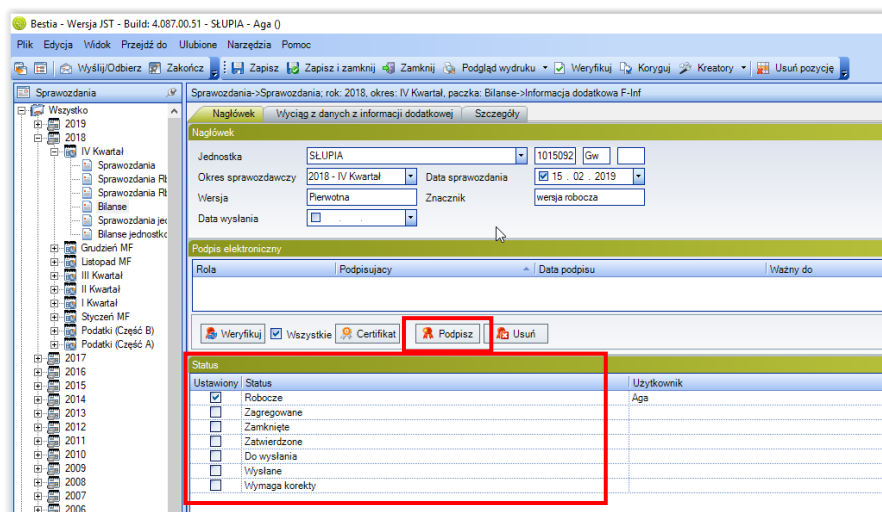 Bestia - Wersja JST - Build: 4.087.00.51 - SŁUPIA - Aga ()
Plik Edycja Widok Przejdź do Ulubione Narzędzia Pomoc
Wyślij/Odbierz Zakończ Zapisz Zapisz i zamknij Zamknij Podgląd wydruku Weryfikuj Koryguj Kreatory Usuń pozycję
Sprawozdania
Sprawozdania->Sprawozdania; rok: 2018, okres: IV Kwartał, paczka: Bilanse->Informacja dodatkowa F-Inf
Wszystko
2019
2018
IV Kwartał
Sprawozdania
Sprawozdania Rb
Sprawozdania Rb
Bilanse
Sprawozdania jed
Bilanse jednostkc
Grudzień MF
Listopad MF
III Kwartał
II Kwartał
I Kwartał
Styczeń MF
Podatki (Część B)
Podatki (Część A)
2017
2016
2015
2014
2013
2012
2011
2010
2009
2008
2007
2006
Nagłówek Wyciąg z danych z informacji dodatkowej Szczegóły
Nagłówek
Jednostka SŁUPIA 1015092 Gw
Okres sprawozdawczy 2018 - IV Kwartał Data sprawozdania 15 . 02 . 2019
Wersja Pierwotna Znacznik wersja robocza
Data wysłania . .
Podpis elektroniczny
Rola Podpisujacy Data podpisu Ważny do
Weryfikuj Wszystkie Certifikat Podpisz Usuń
Status
Ustawiony Status Użytkownik
Robocze Aga
Zagregowane
Zamknięte
Zatwierdzone
Do wysłania
Wysłane
Wymaga korekty